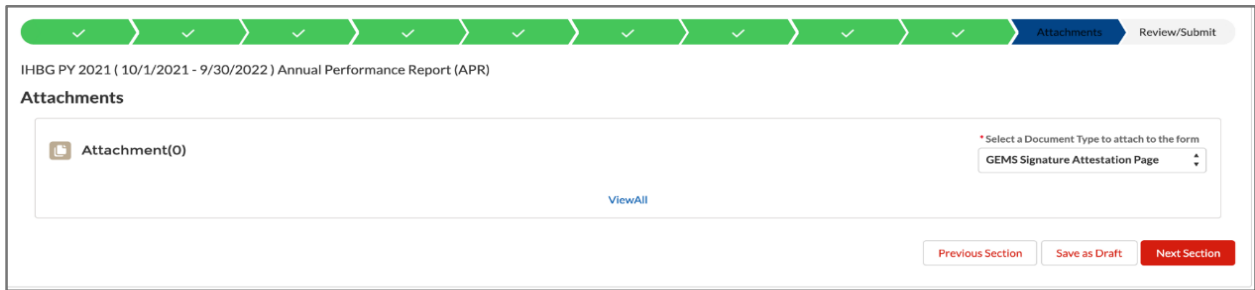 Attachments Review/Submit
IHBG PY 2021 ( 10/1/2021 - 9/30/2022 ) Annual Performance Report (APR)
Attachments
* Select a Document Type to attach to the form
Attachment(0)
GEMS Signature Attestation Page
ViewAll
Previous Section Save as Draft Next Section